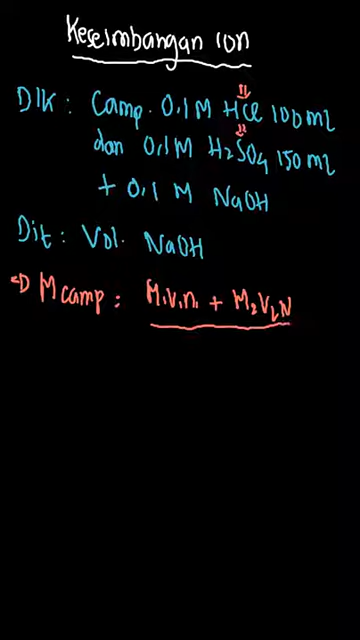 Keseimbangan ion
Dik : Camp. 0,1 M HCl 100 ml
dan 0,1 M H2SO4 150 ml
+ 0,1 M NaOH
Dit : Vol. NaOH
M camp : M1.V1.n1 + M2V2N